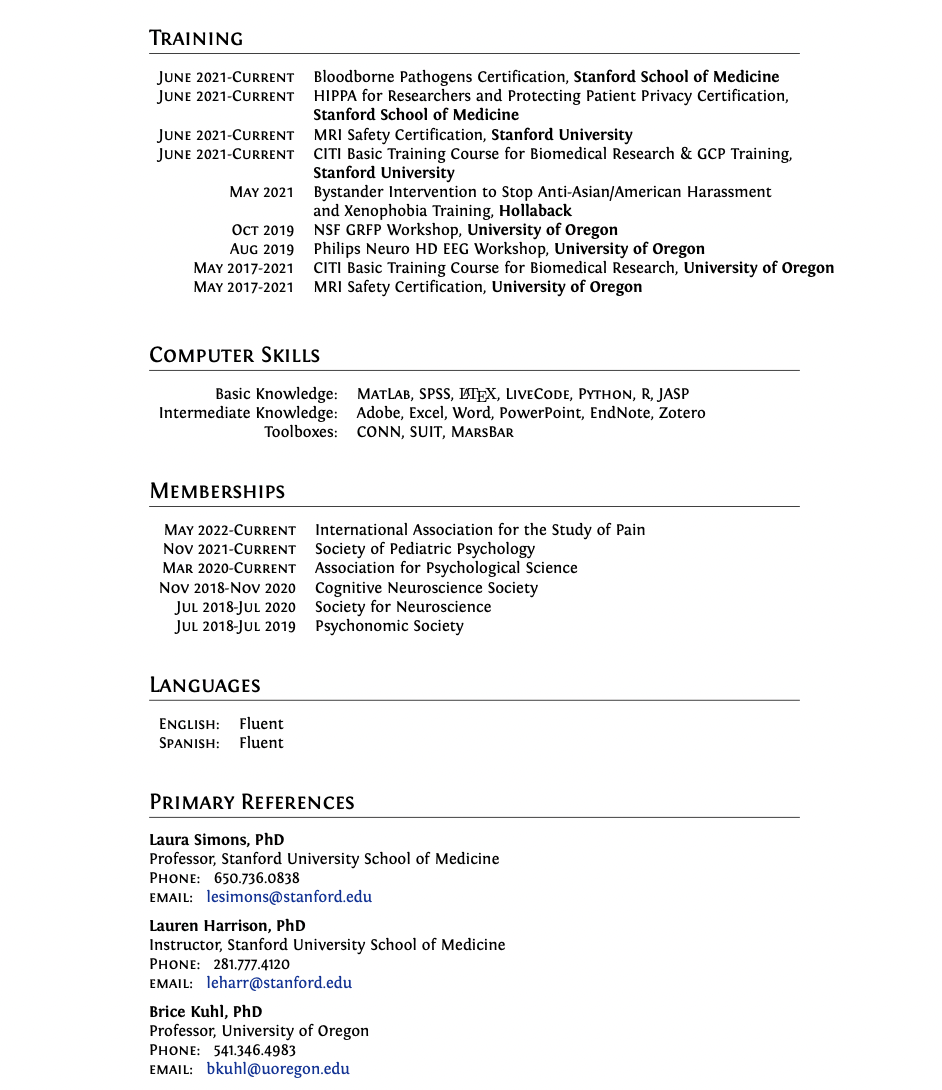 Training
June 2021-Current Bloodborne Pathogens Certification, Stanford School of Medicine
June 2021-Current HIPPA for Researchers and Protecting Patient Privacy Certification,
Stanford School of Medicine
June 2021-Current MRI Safety Certification, Stanford University
June 2021-Current CITI Basic Training Course for Biomedical Research & GCP Training,
Stanford University
May 2021 Bystander Intervention to Stop Anti-Asian/American Harassment
and Xenophobia Training, Hollaback
Oct 2019 NSF GRFP Workshop, University of Oregon
Aug 2019 Philips Neuro HD EEG Workshop, University of Oregon
May 2017-2021 CITI Basic Training Course for Biomedical Research, University of Oregon
May 2017-2021 MRI Safety Certification, University of Oregon
Computer Skills
Basic Knowledge: MatLab, SPSS, LATEX, LiveCode, Python, R, JASP
Intermediate Knowledge: Adobe, Excel, Word, PowerPoint, EndNote, Zotero
Toolboxes: CONN, SUIT, MarsBar
Memberships
May 2022-Current International Association for the Study of Pain
Nov 2021-Current Society of Pediatric Psychology
Mar 2020-Current Association for Psychological Science
Nov 2018-Nov 2020 Cognitive Neuroscience Society
Jul 2018-Jul 2020 Society for Neuroscience
Jul 2018-Jul 2019 Psychonomic Society
Languages
English: Fluent
Spanish: Fluent
Primary References
Laura Simons, PhD
Professor, Stanford University School of Medicine
Phone: 650.736.0838
email: lesimons@stanford.edu
Lauren Harrison, PhD
Instructor, Stanford University School of Medicine
Phone: 281.777.4120
email: leharr@stanford.edu
Brice Kuhl, PhD
Professor, University of Oregon
Phone: 541.346.4983
email: bkuhl@uoregon.edu